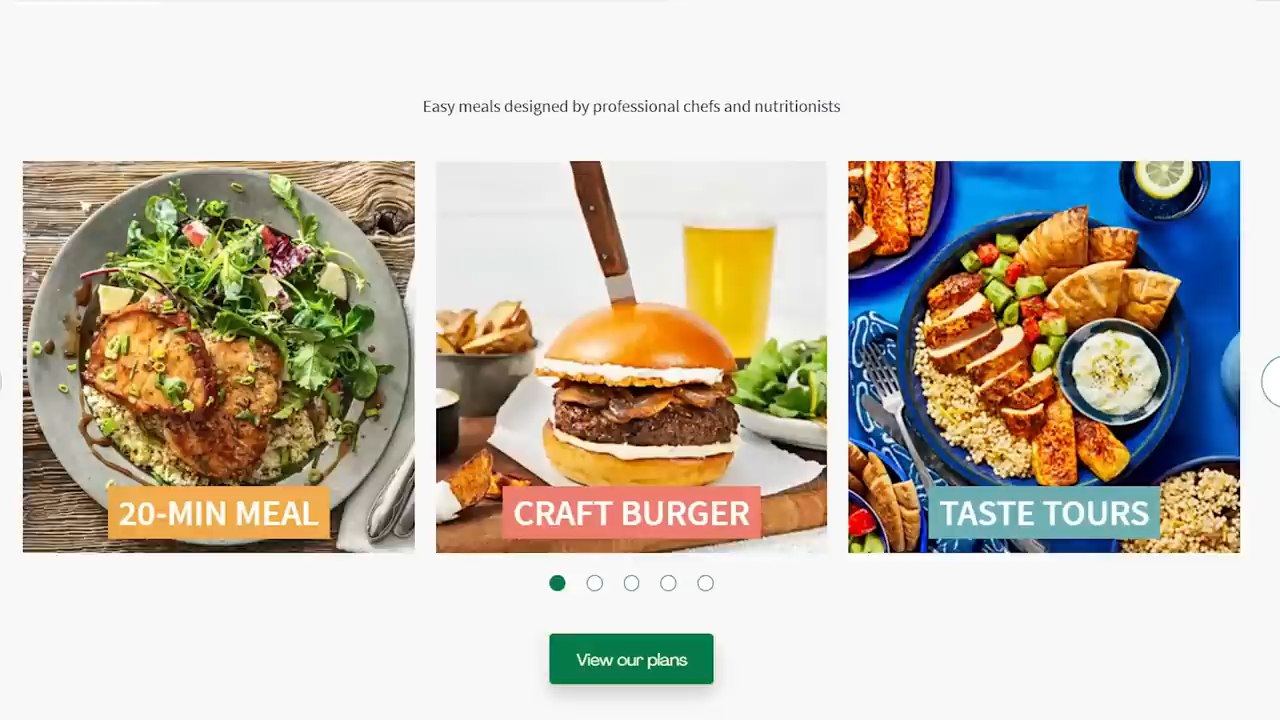 Easy meals designed by professional chefs and nutritionists
20-MIN MEAL
CRAFT BURGER
TASTE TOURS
View our plans